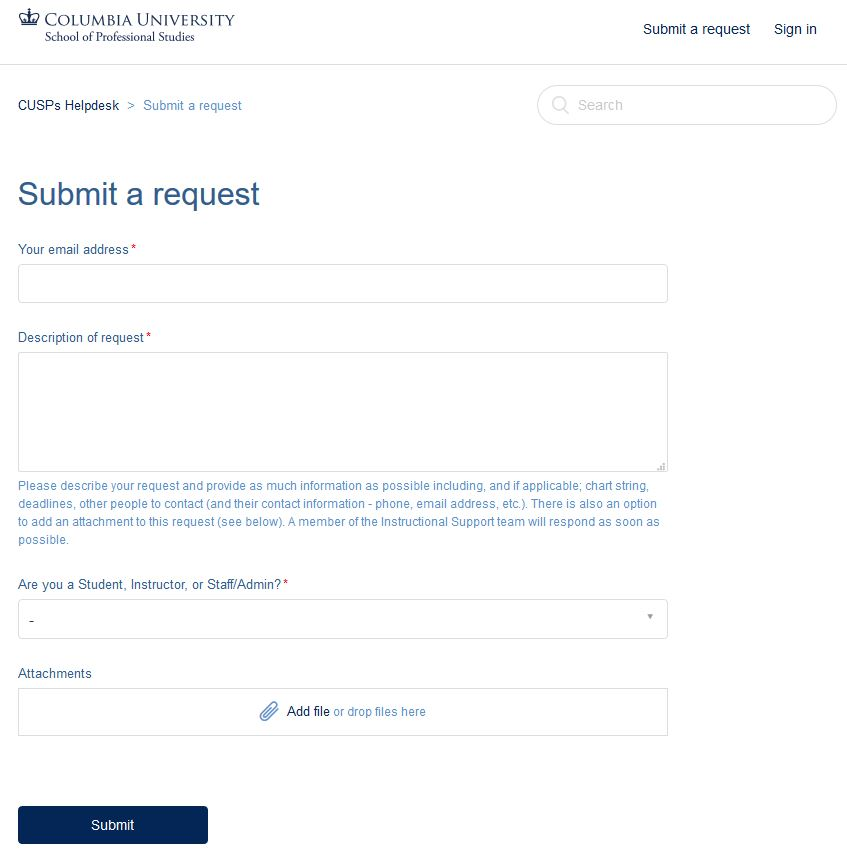 COLUMBIA UNIVERSITY
School of Professional Studies
Submit a request Sign in
CUSPs Helpdesk > Submit a request
Search
Submit a request
Your email address*
Description of request*
Please describe your request and provide as much information as possible including, and if applicable; chart string,
deadlines, other people to contact (and their contact information - phone, email address, etc.). There is also an option
to add an attachment to this request (see below). A member of the Instructional Support team will respond as soon as
possible.
Are you a Student, Instructor, or Staff/Admin?*
-
Attachments
Add file or drop files here
Submit